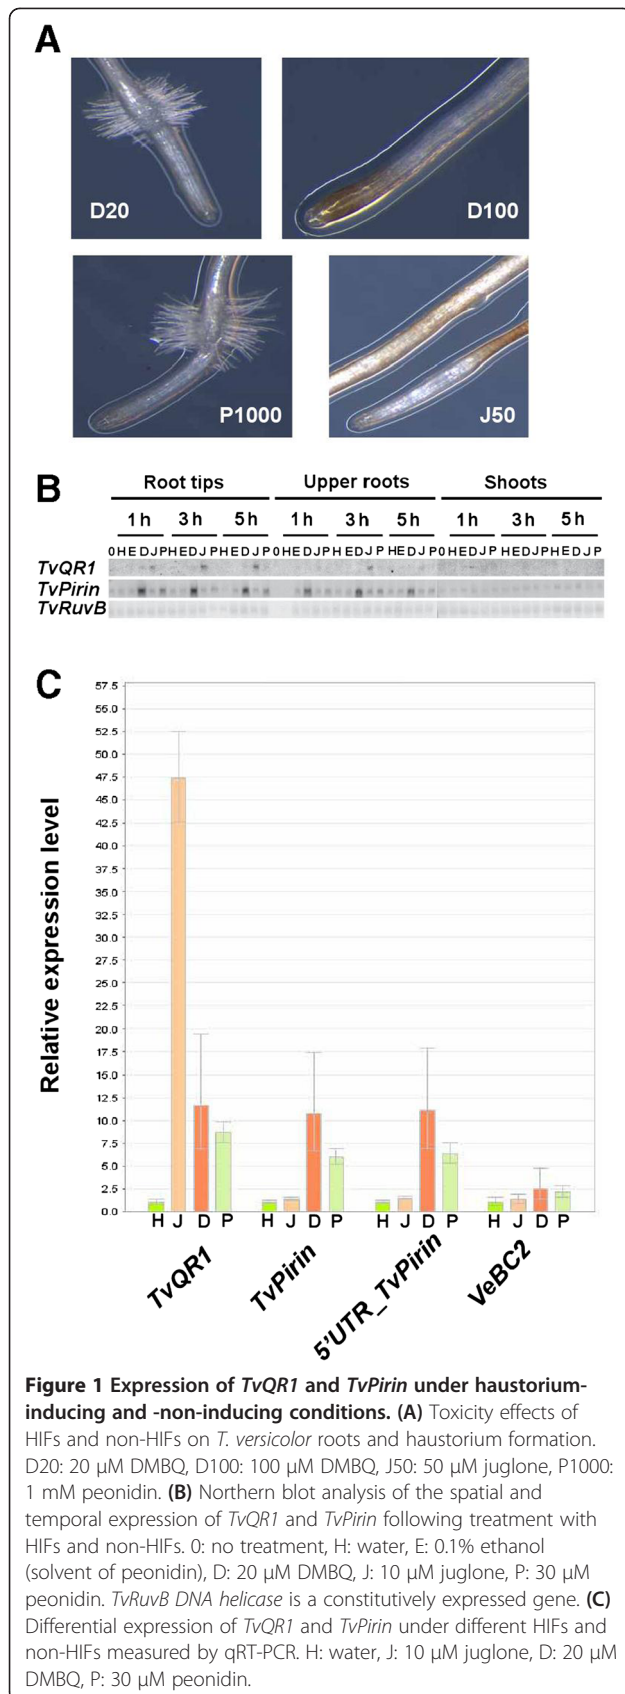 A
D20
D100
P1000
J50
B
Root tips Upper roots Shoots
1 h 3 h 5 h 1 h 3 h 5 h 1 h 3 h 5 h
0 H E D J P H E D J P H E D J P H 0 H E D J P H E D J P H E D J P 0 H E D J P H E D J P H E D J P
TvQR1
TvPirin
TvRuvB
C
Relative expression level
57.5
55.0
52.5
50.0
47.5
45.0
42.5
40.0
37.5
35.0
32.5
30.0
27.5
25.0
22.5
20.0
17.5
15.0
12.5
10.0
7.5
5.0
2.5
0.0
H J D P H J D P H J D P H J D P
TvQR1
TvPirin
5'UTR_TvPirin
VeBC2
Figure 1 Expression of TvQR1 and TvPirin under haustorium-
inducing and -non-inducing conditions. (A) Toxicity effects of
HIFs and non-HIFs on T. versicolor roots and haustorium formation.
D20: 20 µM DMBQ, D100: 100 µM DMBQ, J50: 50 µM juglone, P1000:
1 mM peonidin. (B) Northern blot analysis of the spatial and
temporal expression of TvQR1 and TvPirin following treatment with
HIFs and non-HIFs. 0: no treatment, H: water, E: 0.1% ethanol
(solvent of peonidin), D: 20 µM DMBQ, J: 10 µM juglone, P: 30 µM
peonidin. TvRuvB DNA helicase is a constitutively expressed gene. (C)
Differential expression of TvQR1 and TvPirin under different HIFs and
non-HIFs measured by qRT-PCR. H: water, J: 10 µM juglone, D: 20 µM
DMBQ, P: 30 µM peonidin.